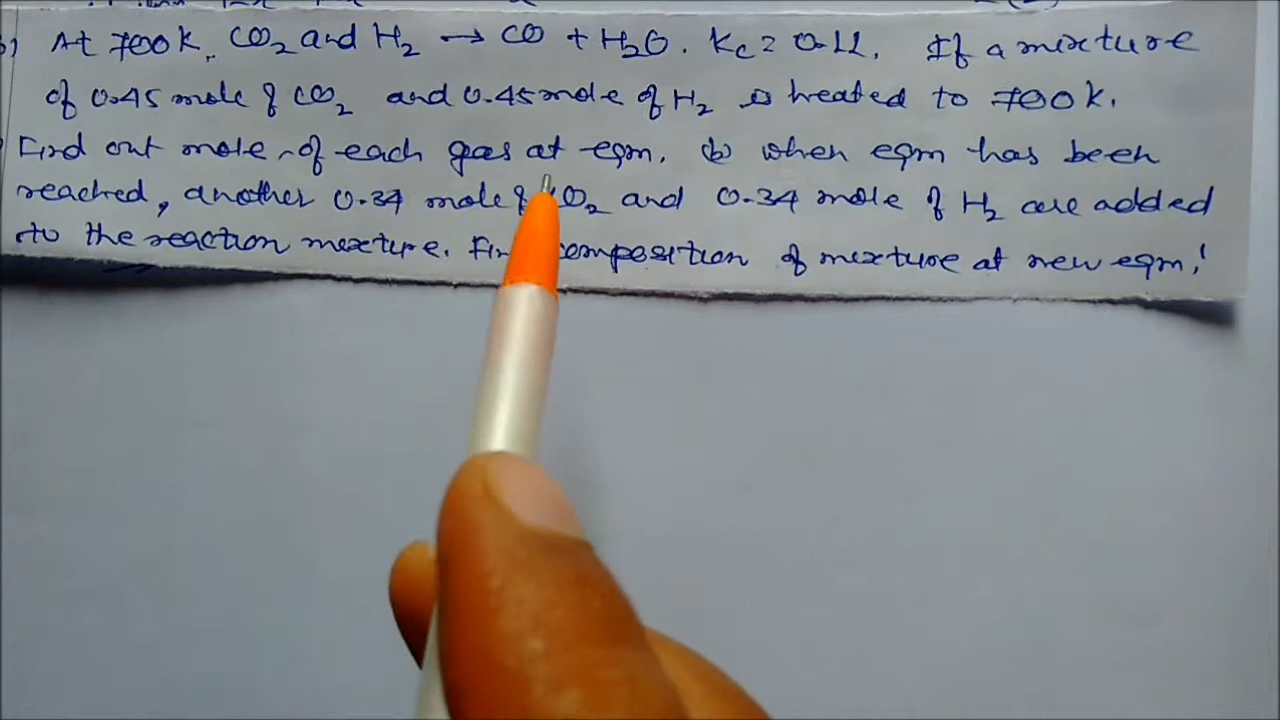 At 700K, CO2 and H2 → CO + H2O. Kc = 0.11. If a mixture
of 0.45 mole of CO2 and 0.45 mole of H2 is heated to 700K.
Find out mole of each gas at eqm. (b) when eqm has been
reached, another 0.34 mole of CO2 and 0.34 mole of H2 are added
to the reaction mixture. Find composition of mixture at new eqm!